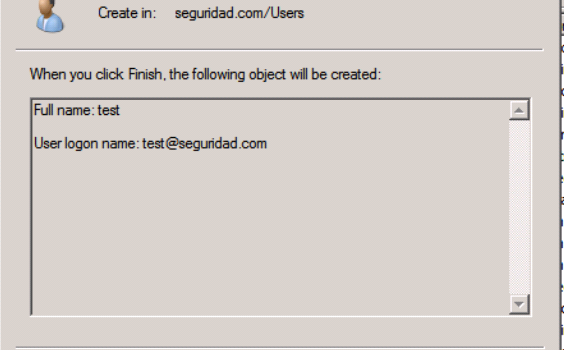 Create in: seguridad.com/Users
When you click Finish, the following object will be created:
Full name: test
User logon name: test@seguridad.com